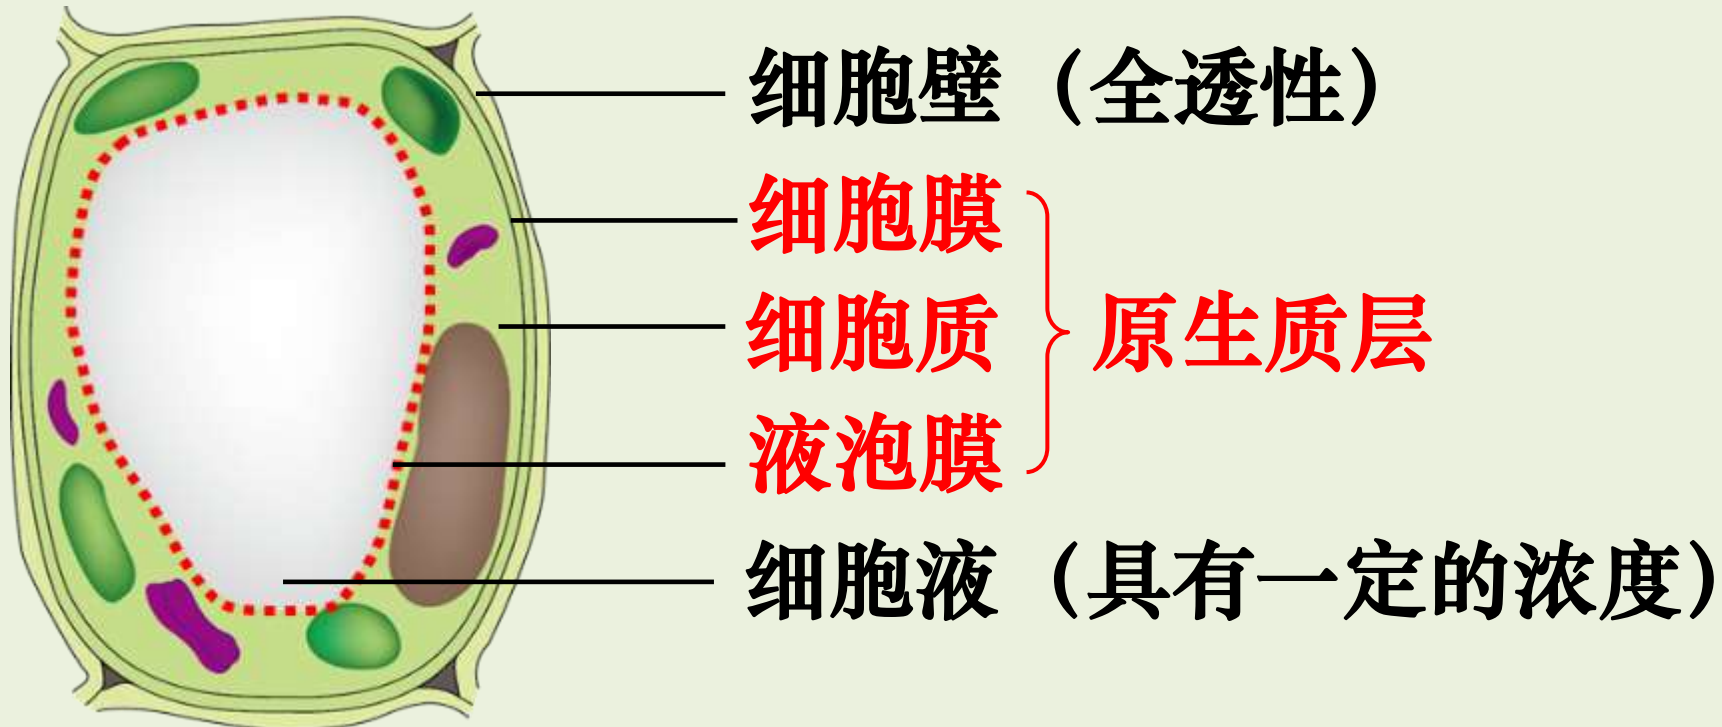 细胞壁（全透性）
细胞膜
细胞质
原生质层
液泡膜
细胞液（具有一定的浓度）